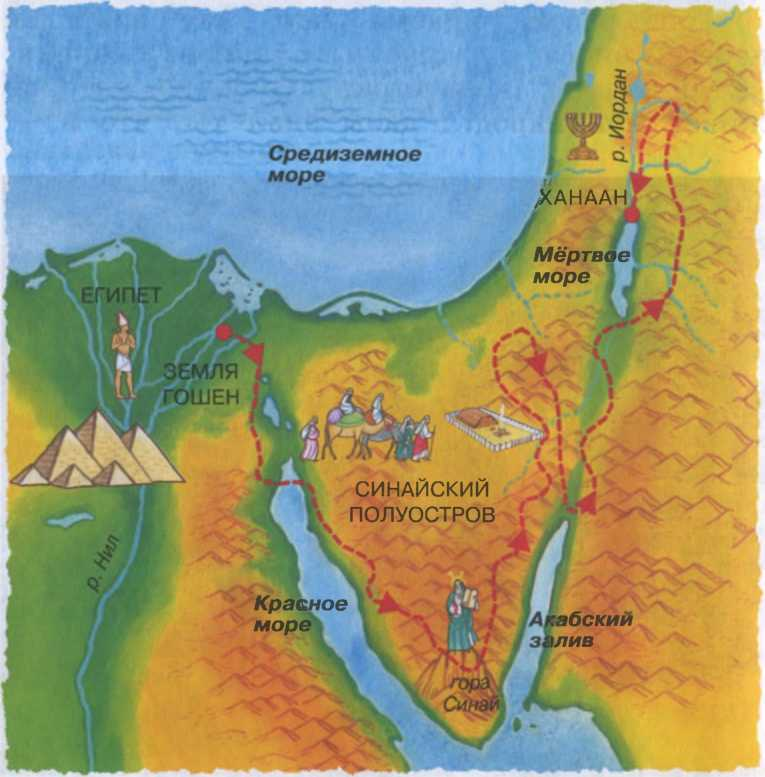 Средиземное
море
р. Иордан
ХАНААН
Мёртвое
море
ЕГИПЕТ
ЗЕМЛЯ
ГОШЕН
СИНАЙСКИЙ
ПОЛУОСТРОВ
р. Нил
Красное
море
Акабский
залив
гора
Синай